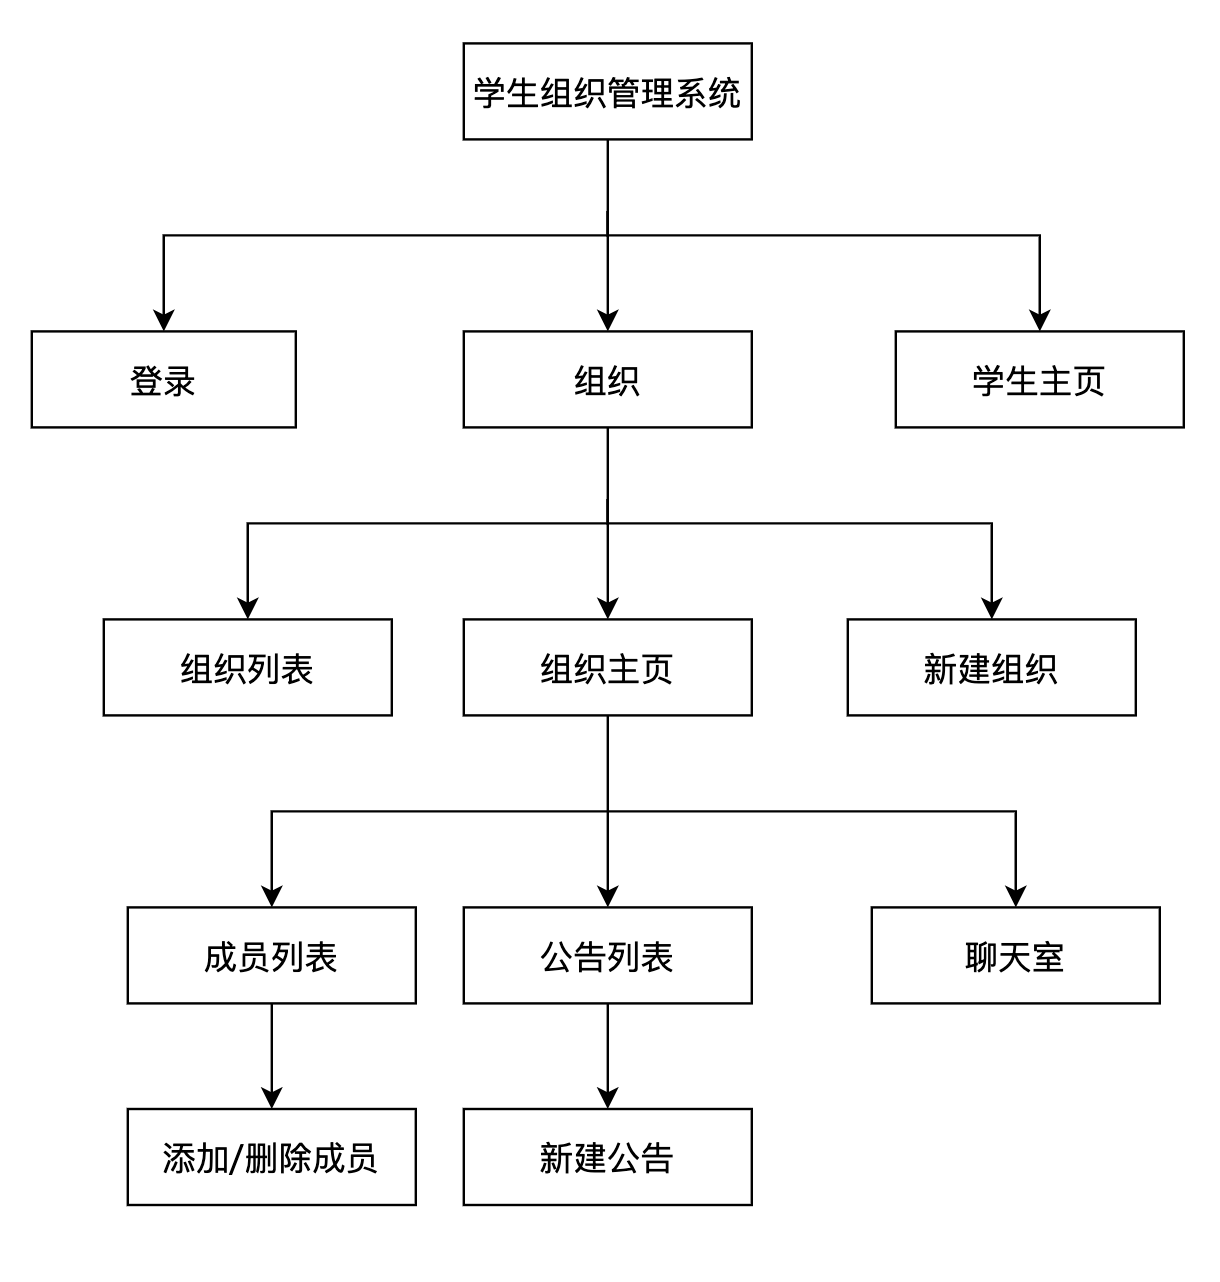 学生组织管理系统
登录
组织
学生主页
组织列表
组织主页
新建组织
成员列表
公告列表
聊天室
添加/删除成员
新建公告